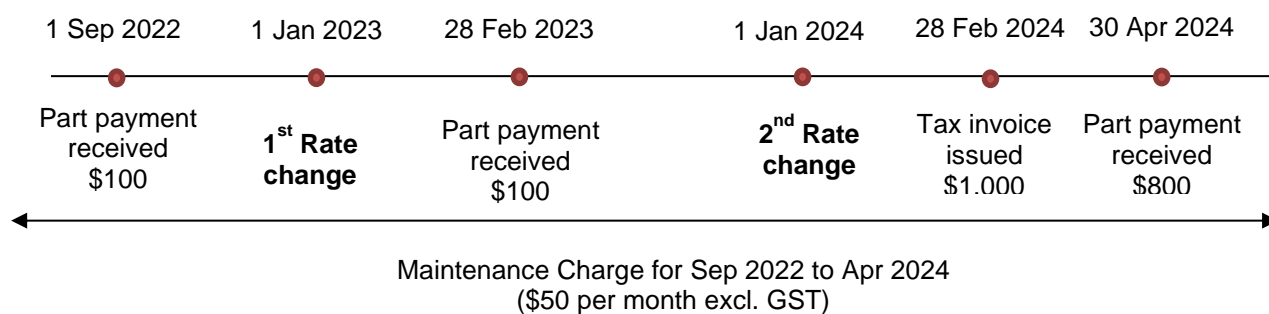 1 Sep 2022 1 Jan 2023 28 Feb 2023 1 Jan 2024 28 Feb 2024 30 Apr 2024
Part payment
received
$100
1st Rate
change
Part payment
received
$100
2nd Rate
change
Tax invoice
issued
$1,000
Part payment
received
$800
Maintenance Charge for Sep 2022 to Apr 2024
($50 per month excl. GST)